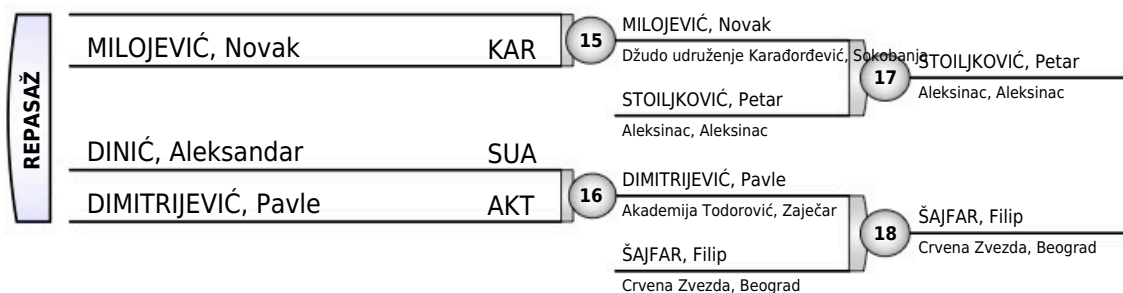 REPASAŽ
MILOJEVIĆ, Novak KAR
15
MILOJEVIĆ, Novak
Džudo udruženje Karađorđević, Sokobanja
STOILJKOVIĆ, Petar
Aleksinac, Aleksinac
17
STOILJKOVIĆ, Petar
Aleksinac, Aleksinac
DINIĆ, Aleksandar SUA
DIMITRIJEVIĆ, Pavle AKT
16
DIMITRIJEVIĆ, Pavle
Akademija Todorović, Zaječar
ŠAJFAR, Filip
Crvena Zvezda, Beograd
18
ŠAJFAR, Filip
Crvena Zvezda, Beograd